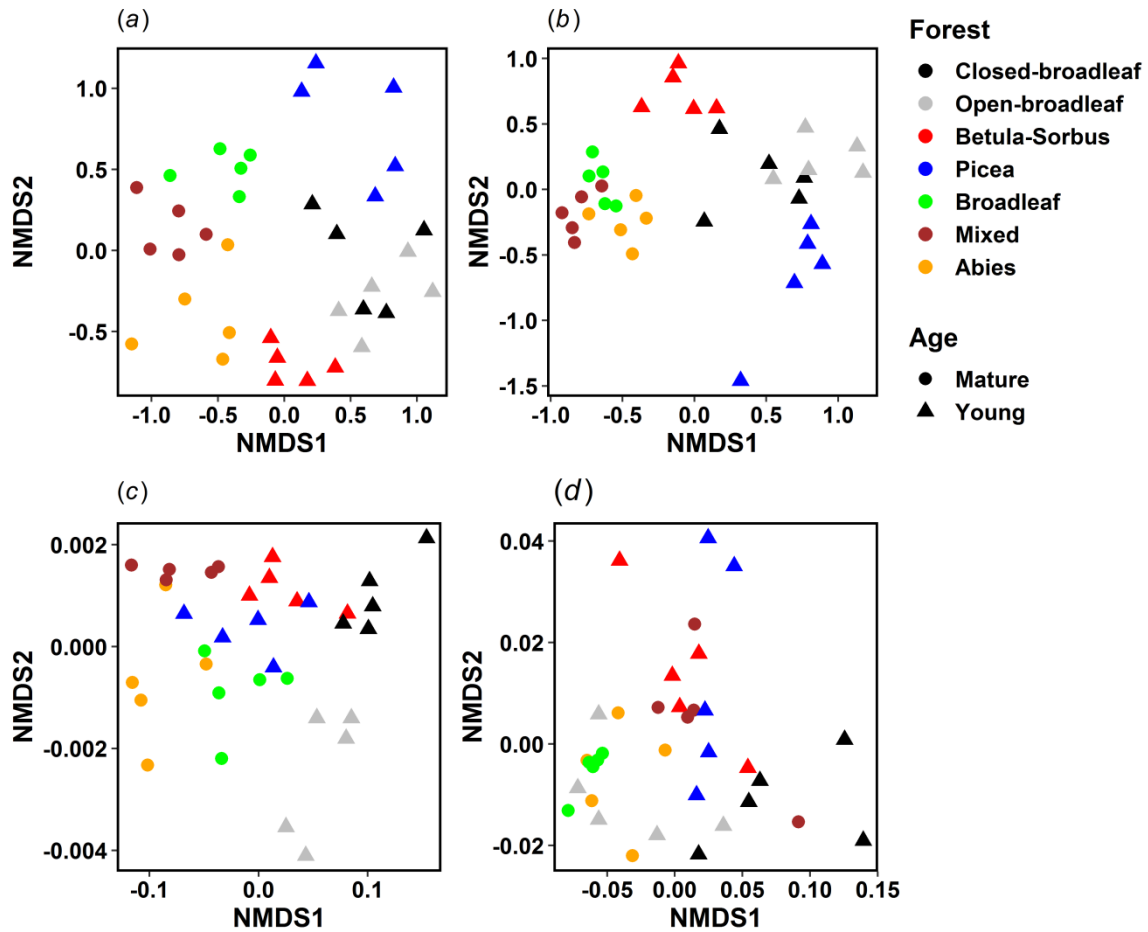 (a)
1.0
0.5
0.0
-0.5
NMDS2
-1.0 -0.5 0.0 0.5 1.0
NMDS1
(b)
1.0
0.5
0.0
-0.5
-1.0
-1.5
NMDS2
-1.0 -0.5 0.0 0.5 1.0
NMDS1
Forest
Closed-broadleaf
Open-broadleaf
Betula-Sorbus
Picea
Broadleaf
Mixed
Abies
Age
Mature
Young
(c)
0.002
0.000
-0.002
-0.004
NMDS2
-0.1 0.0 0.1
NMDS1
(d)
0.04
0.02
0.00
-0.02
NMDS2
-0.05 0.00 0.05 0.10 0.15
NMDS1